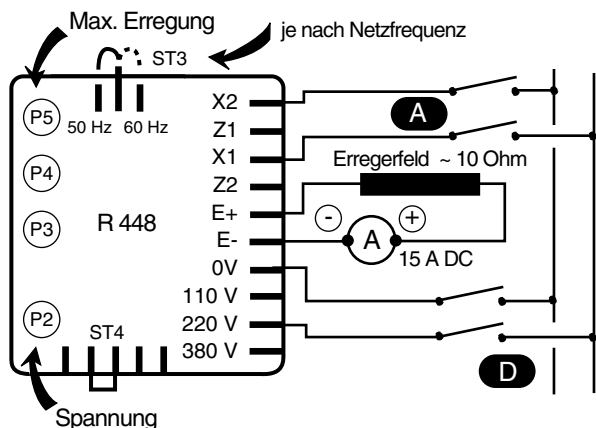 Max. Erregung
ST3
je nach Netzfrequenz
P5
50 Hz
60 Hz
X2
A
Z1
X1
P4
Erregerfeld ~ 10 Ohm
Z2
P3
R 448
E+
- +
E-
A
15 A DC
0V
110 V
P2
ST4
220 V
380 V
D
Spannung